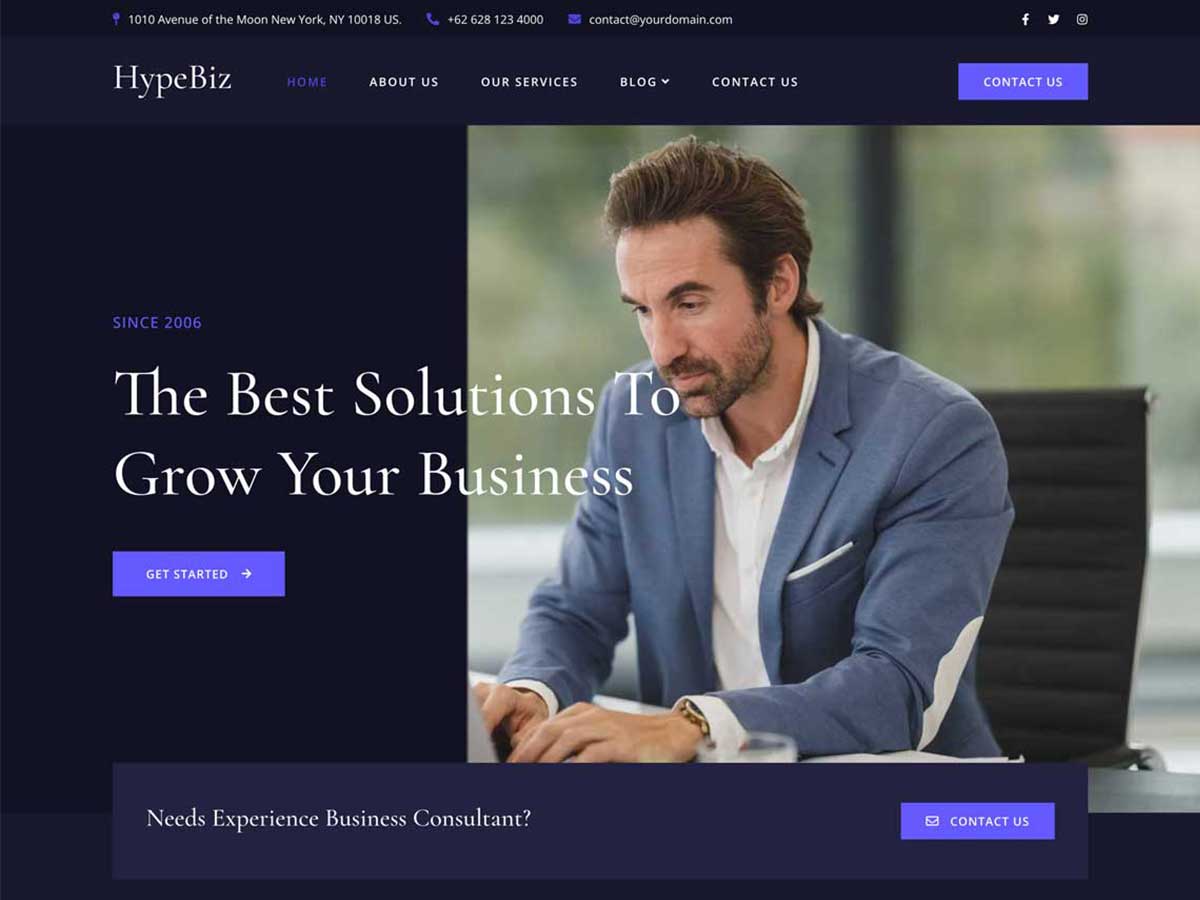 1010 Avenue of the Moon New York, NY 10018 US.
+62 628 123 4000
contact@yourdomain.com
HypeBiz
HOME
ABOUT US
OUR SERVICES
BLOG
CONTACT US
CONTACT US
SINCE 2006
The Best Solutions To
Grow Your Business
GET STARTED
Needs Experience Business Consultant?
CONTACT US